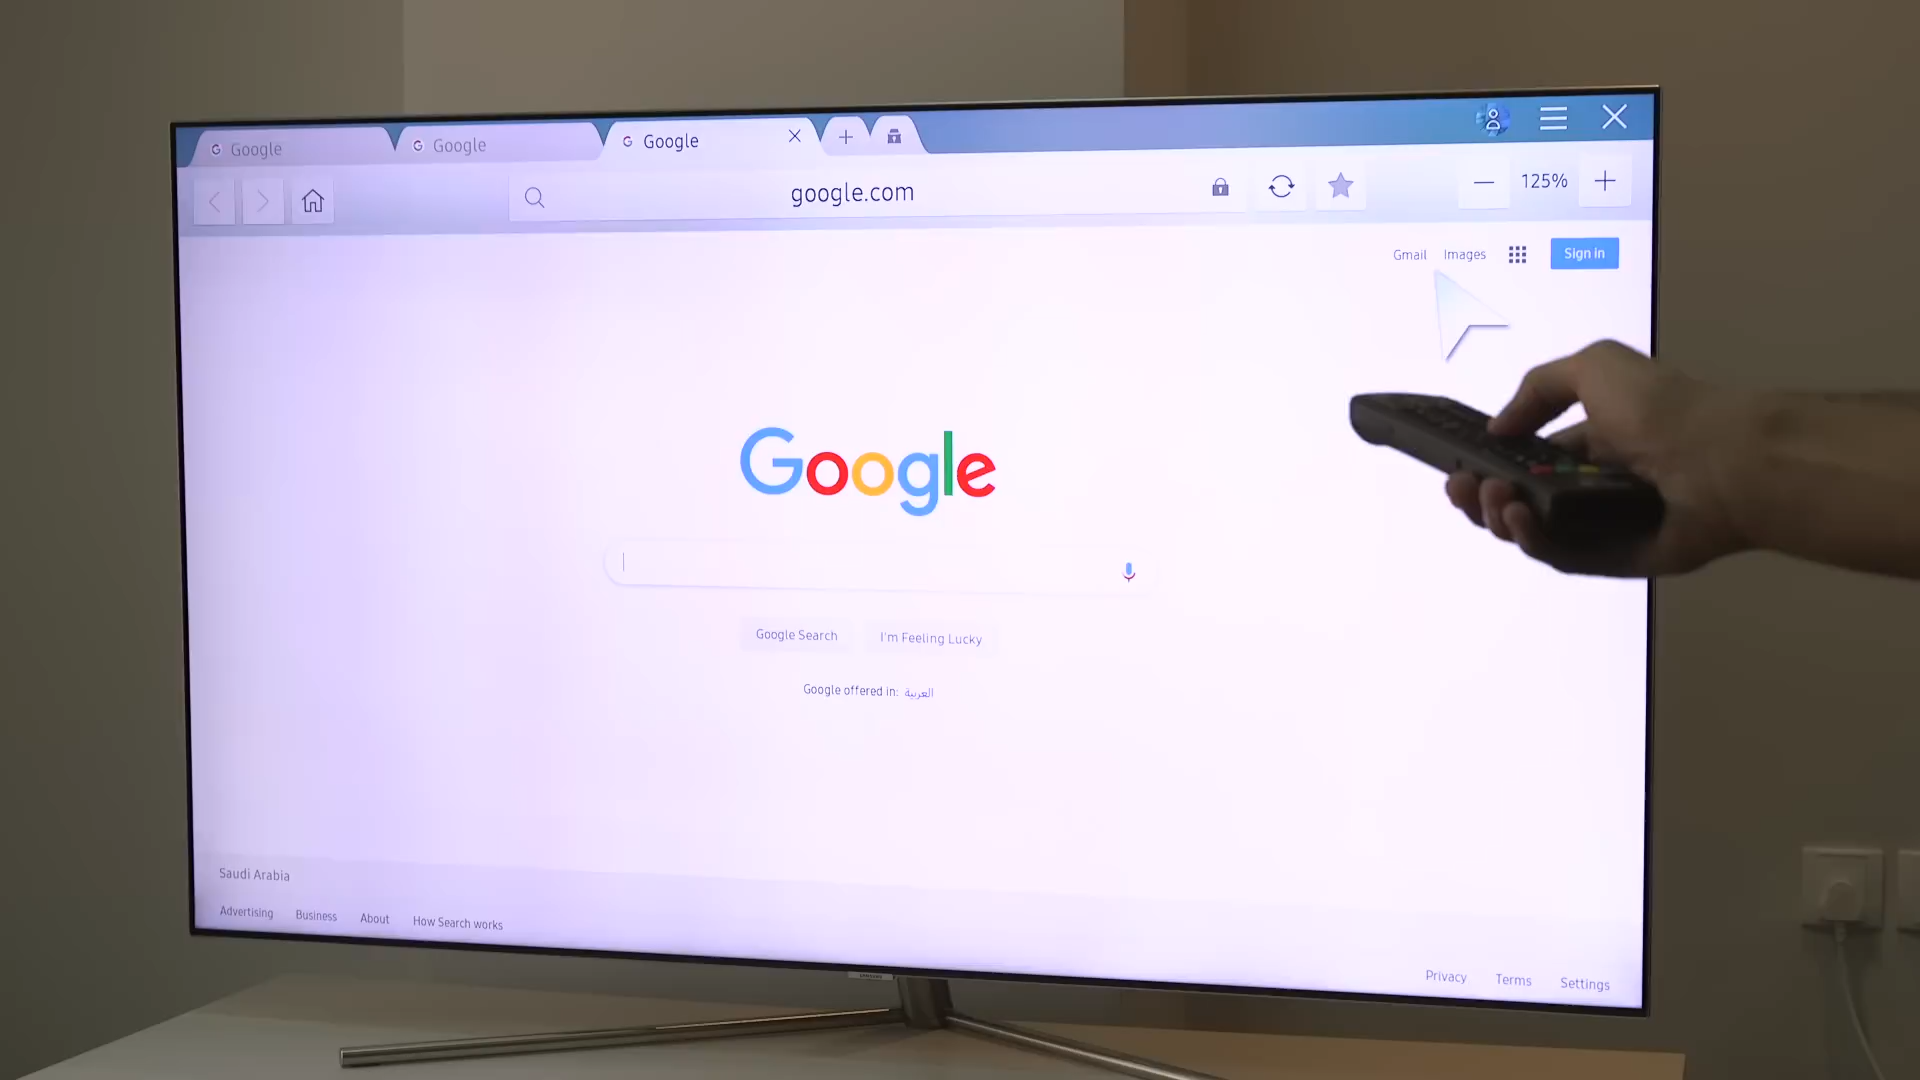 Google
Google
Google
google.com
125%
Gmail Images Sign in
Google
Google Search I'm Feeling Lucky
Google offered in: العربية
Saudi Arabia
Advertising Business About How Search works
Privacy Terms Settings
SAMSUNG